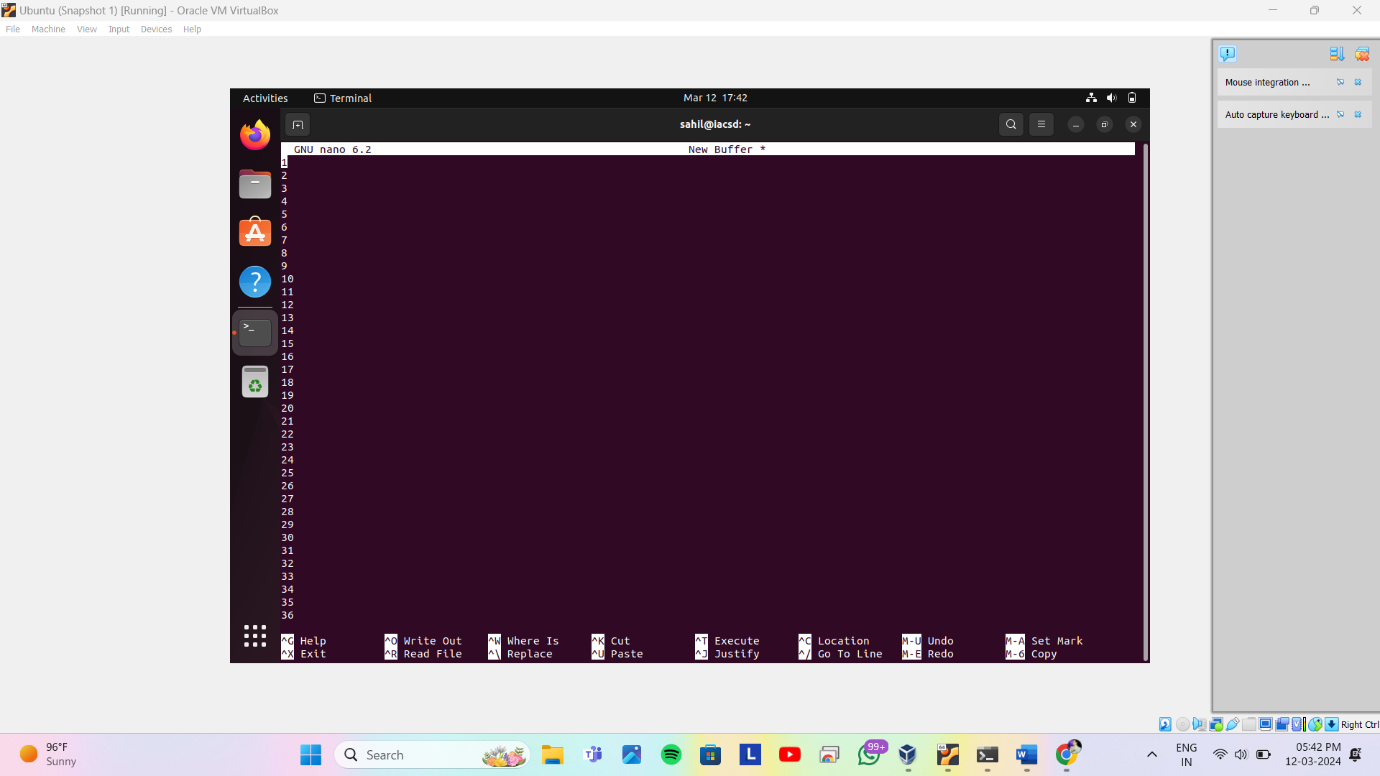 Ubuntu (Snapshot 1) [Running] - Oracle VM VirtualBox
File Machine View Input Devices Help
Mouse integration ...
Auto capture keyboard ...
Activities Terminal Mar 12 17:42
sahil@lacsd: ~
GNU nano 6.2 New Buffer *
1
2
3
4
5
6
7
8
9
10
11
12
13
14
15
16
17
18
19
20
21
22
23
24
25
26
27
28
29
30
31
32
33
34
35
36
^G Help ^O Write Out ^W Where Is ^K Cut ^T Execute ^C Location M-U Undo M-A Set Mark
^X Exit ^R Read File ^\ Replace ^U Paste ^J Justify ^/ Go To Line M-E Redo M-6 Copy
Right Ctrl
96°F
Sunny
Search
99+
ENG
IN
05:42 PM
12-03-2024